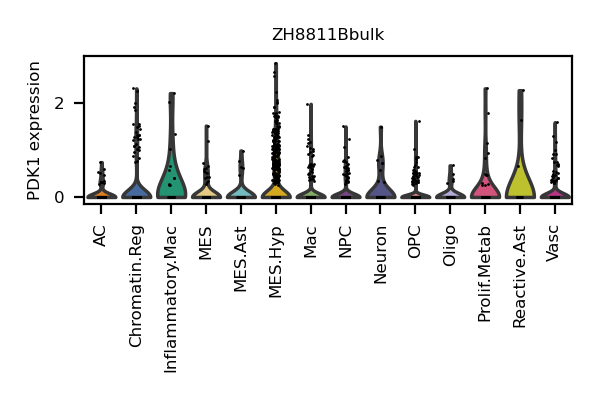 ZH8811Bbulk
PDK1 expression
2
0
AC
Chromatin.Reg
Inflammatory.Mac
MES
MES.Ast
MES.Hyp
Mac
NPC
Neuron
OPC
Oligo
Prolif.Metab
Reactive.Ast
Vasc